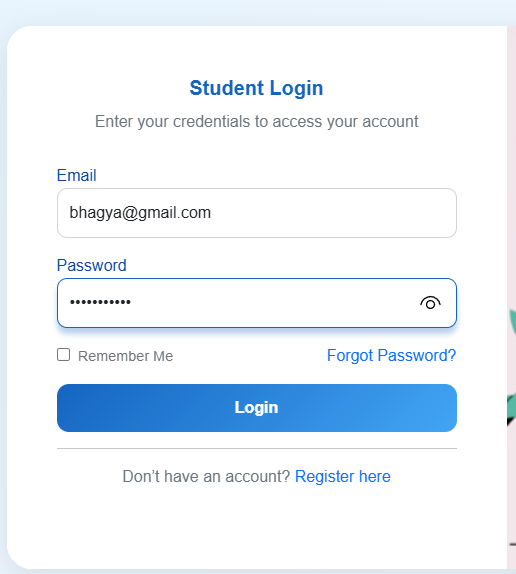 Student Login
Enter your credentials to access your account
Email
bhagya@gmail.com
Password
•••••••••••
Remember Me Forgot Password?
Login
Don’t have an account? Register here